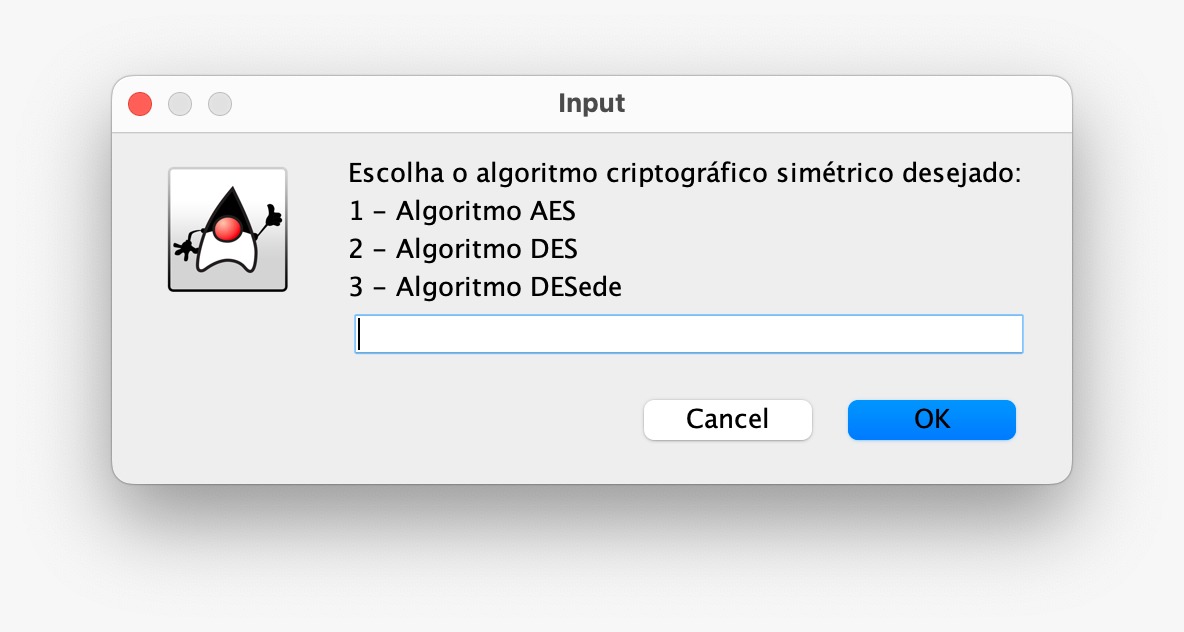 Input
Escolha o algoritmo criptográfico simétrico desejado:
1 – Algoritmo AES
2 – Algoritmo DES
3 – Algoritmo DESede
Cancel
OK